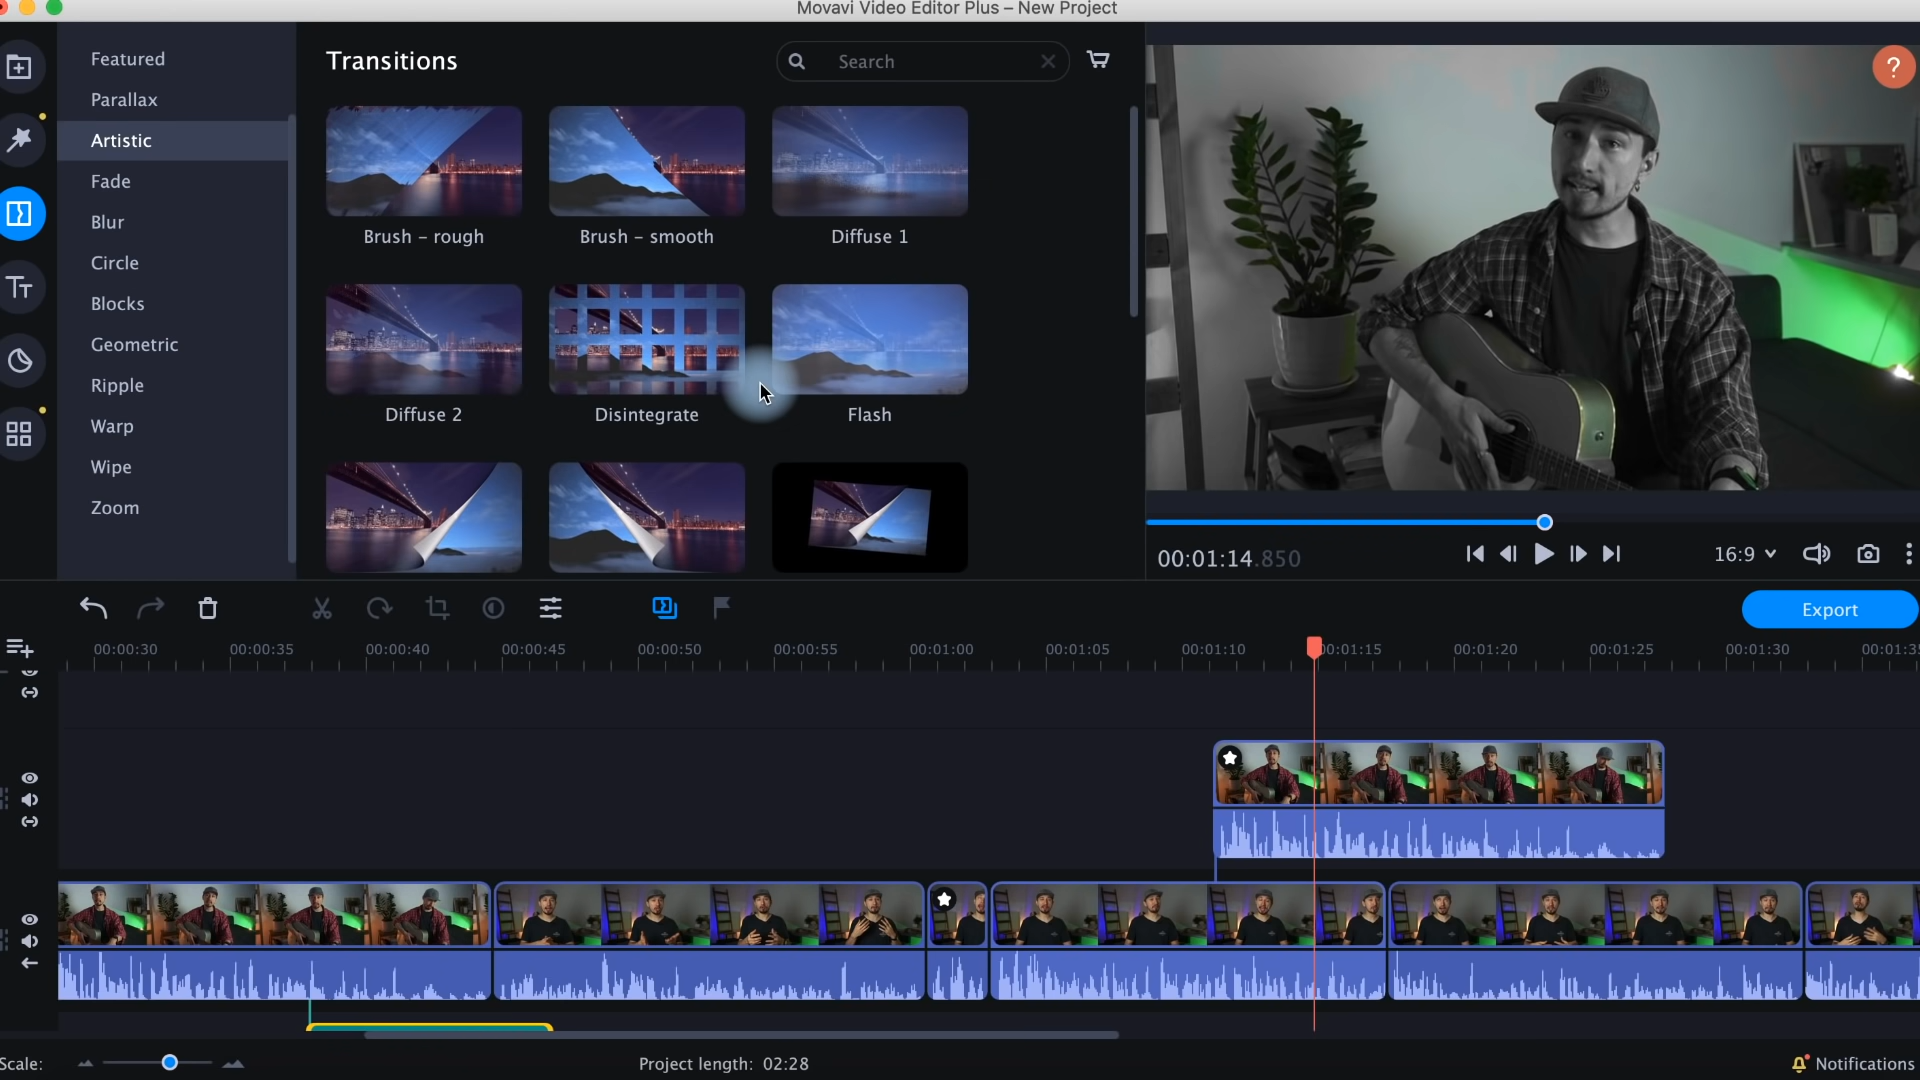 Movavi Video Editor Plus – New Project
Featured
Parallax
Artistic
Fade
Blur
Circle
Blocks
Geometric
Ripple
Warp
Wipe
Zoom
Transitions
Search
Brush – rough
Brush – smooth
Diffuse 1
Diffuse 2
Disintegrate
Flash
?
00:01:14.850
16:9
Export
00:00:30
00:00:35
00:00:40
00:00:45
00:00:50
00:00:55
00:01:00
00:01:05
00:01:10
00:01:15
00:01:20
00:01:25
00:01:30
00:01:35
Scale:
Project length: 02:28
Notifications